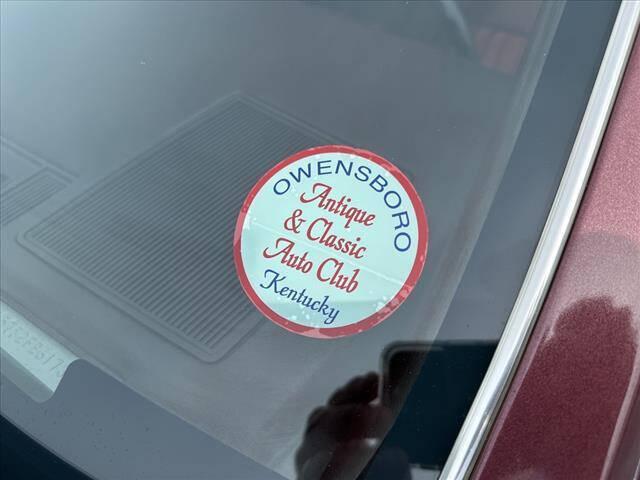 OWENSBORO
Antique
& Classic
Auto Club
Kentucky